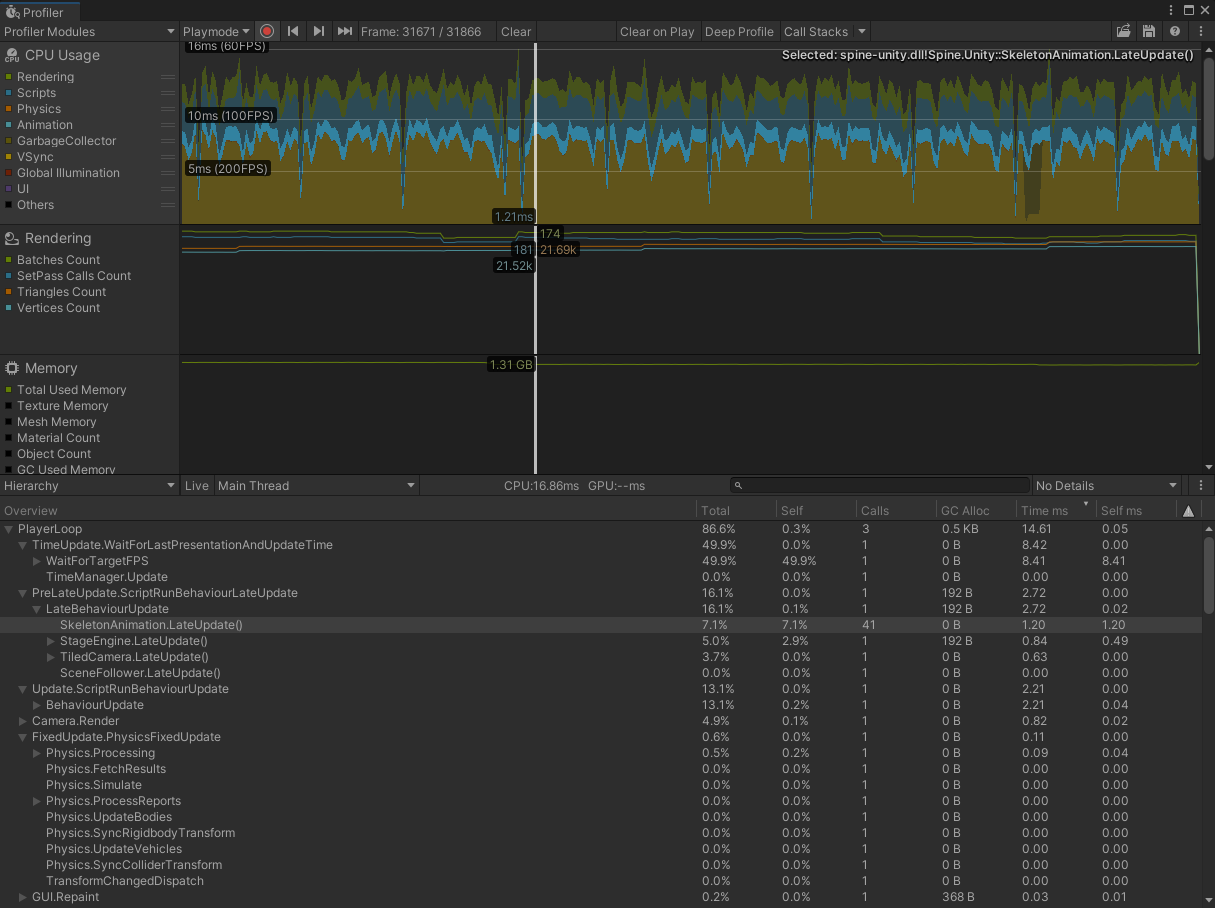 Profiler
Profiler Modules Playmode Frame: 31671 / 31866 Clear Clear on Play Deep Profile Call Stacks
CPU Usage
Rendering
Scripts
Physics
Animation
GarbageCollector
VSync
Global Illumination
UI
Others
16ms (60FPS)
Selected: spine-unity.dll!Spine.Unity::SkeletonAnimation.LateUpdate()
10ms (100FPS)
5ms (200FPS)
1.21ms
Rendering
Batches Count
SetPass Calls Count
Triangles Count
Vertices Count
174
181 21.69k
21.52k
Memory
Total Used Memory
Texture Memory
Mesh Memory
Material Count
Object Count
GC Used Memory
1.31 GB
Hierarchy Live Main Thread CPU:16.86ms GPU:--ms No Details
Overview Total Self Calls GC Alloc Time ms Self ms
PlayerLoop 86.6% 0.3% 3 0.5 KB 14.61 0.05
TimeUpdate.WaitForLastPresentationAndUpdateTime 49.9% 0.0% 1 0 B 8.42 0.00
WaitForTargetFPS 49.9% 49.9% 1 0 B 8.41 8.41
TimeManager.Update 0.0% 0.0% 1 0 B 0.00 0.00
PreLateUpdate.ScriptRunBehaviourLateUpdate 16.1% 0.0% 1 192 B 2.72 0.00
LateBehaviourUpdate 16.1% 0.1% 1 192 B 2.72 0.02
SkeletonAnimation.LateUpdate() 7.1% 7.1% 41 0 B 1.20 1.20
StageEngine.LateUpdate() 5.0% 2.9% 1 192 B 0.84 0.49
TiledCamera.LateUpdate() 3.7% 0.0% 1 0 B 0.63 0.00
SceneFollower.LateUpdate() 0.0% 0.0% 1 0 B 0.00 0.00
Update.ScriptRunBehaviourUpdate 13.1% 0.0% 1 0 B 2.21 0.00
BehaviourUpdate 13.1% 0.2% 1 0 B 2.21 0.04
Camera.Render 4.9% 0.1% 1 0 B 0.82 0.02
FixedUpdate.PhysicsFixedUpdate 0.6% 0.0% 1 0 B 0.11 0.00
Physics.Processing 0.5% 0.2% 1 0 B 0.09 0.04
Physics.FetchResults 0.0% 0.0% 1 0 B 0.00 0.00
Physics.Simulate 0.0% 0.0% 1 0 B 0.00 0.00
Physics.ProcessReports 0.0% 0.0% 1 0 B 0.00 0.00
Physics.UpdateBodies 0.0% 0.0% 1 0 B 0.00 0.00
Physics.SyncRigidbodyTransform 0.0% 0.0% 1 0 B 0.00 0.00
Physics.UpdateVehicles 0.0% 0.0% 1 0 B 0.00 0.00
Physics.SyncColliderTransform 0.0% 0.0% 1 0 B 0.00 0.00
TransformChangedDispatch 0.0% 0.0% 1 0 B 0.00 0.00
GUI.Repaint 0.2% 0.0% 1 368 B 0.03 0.01